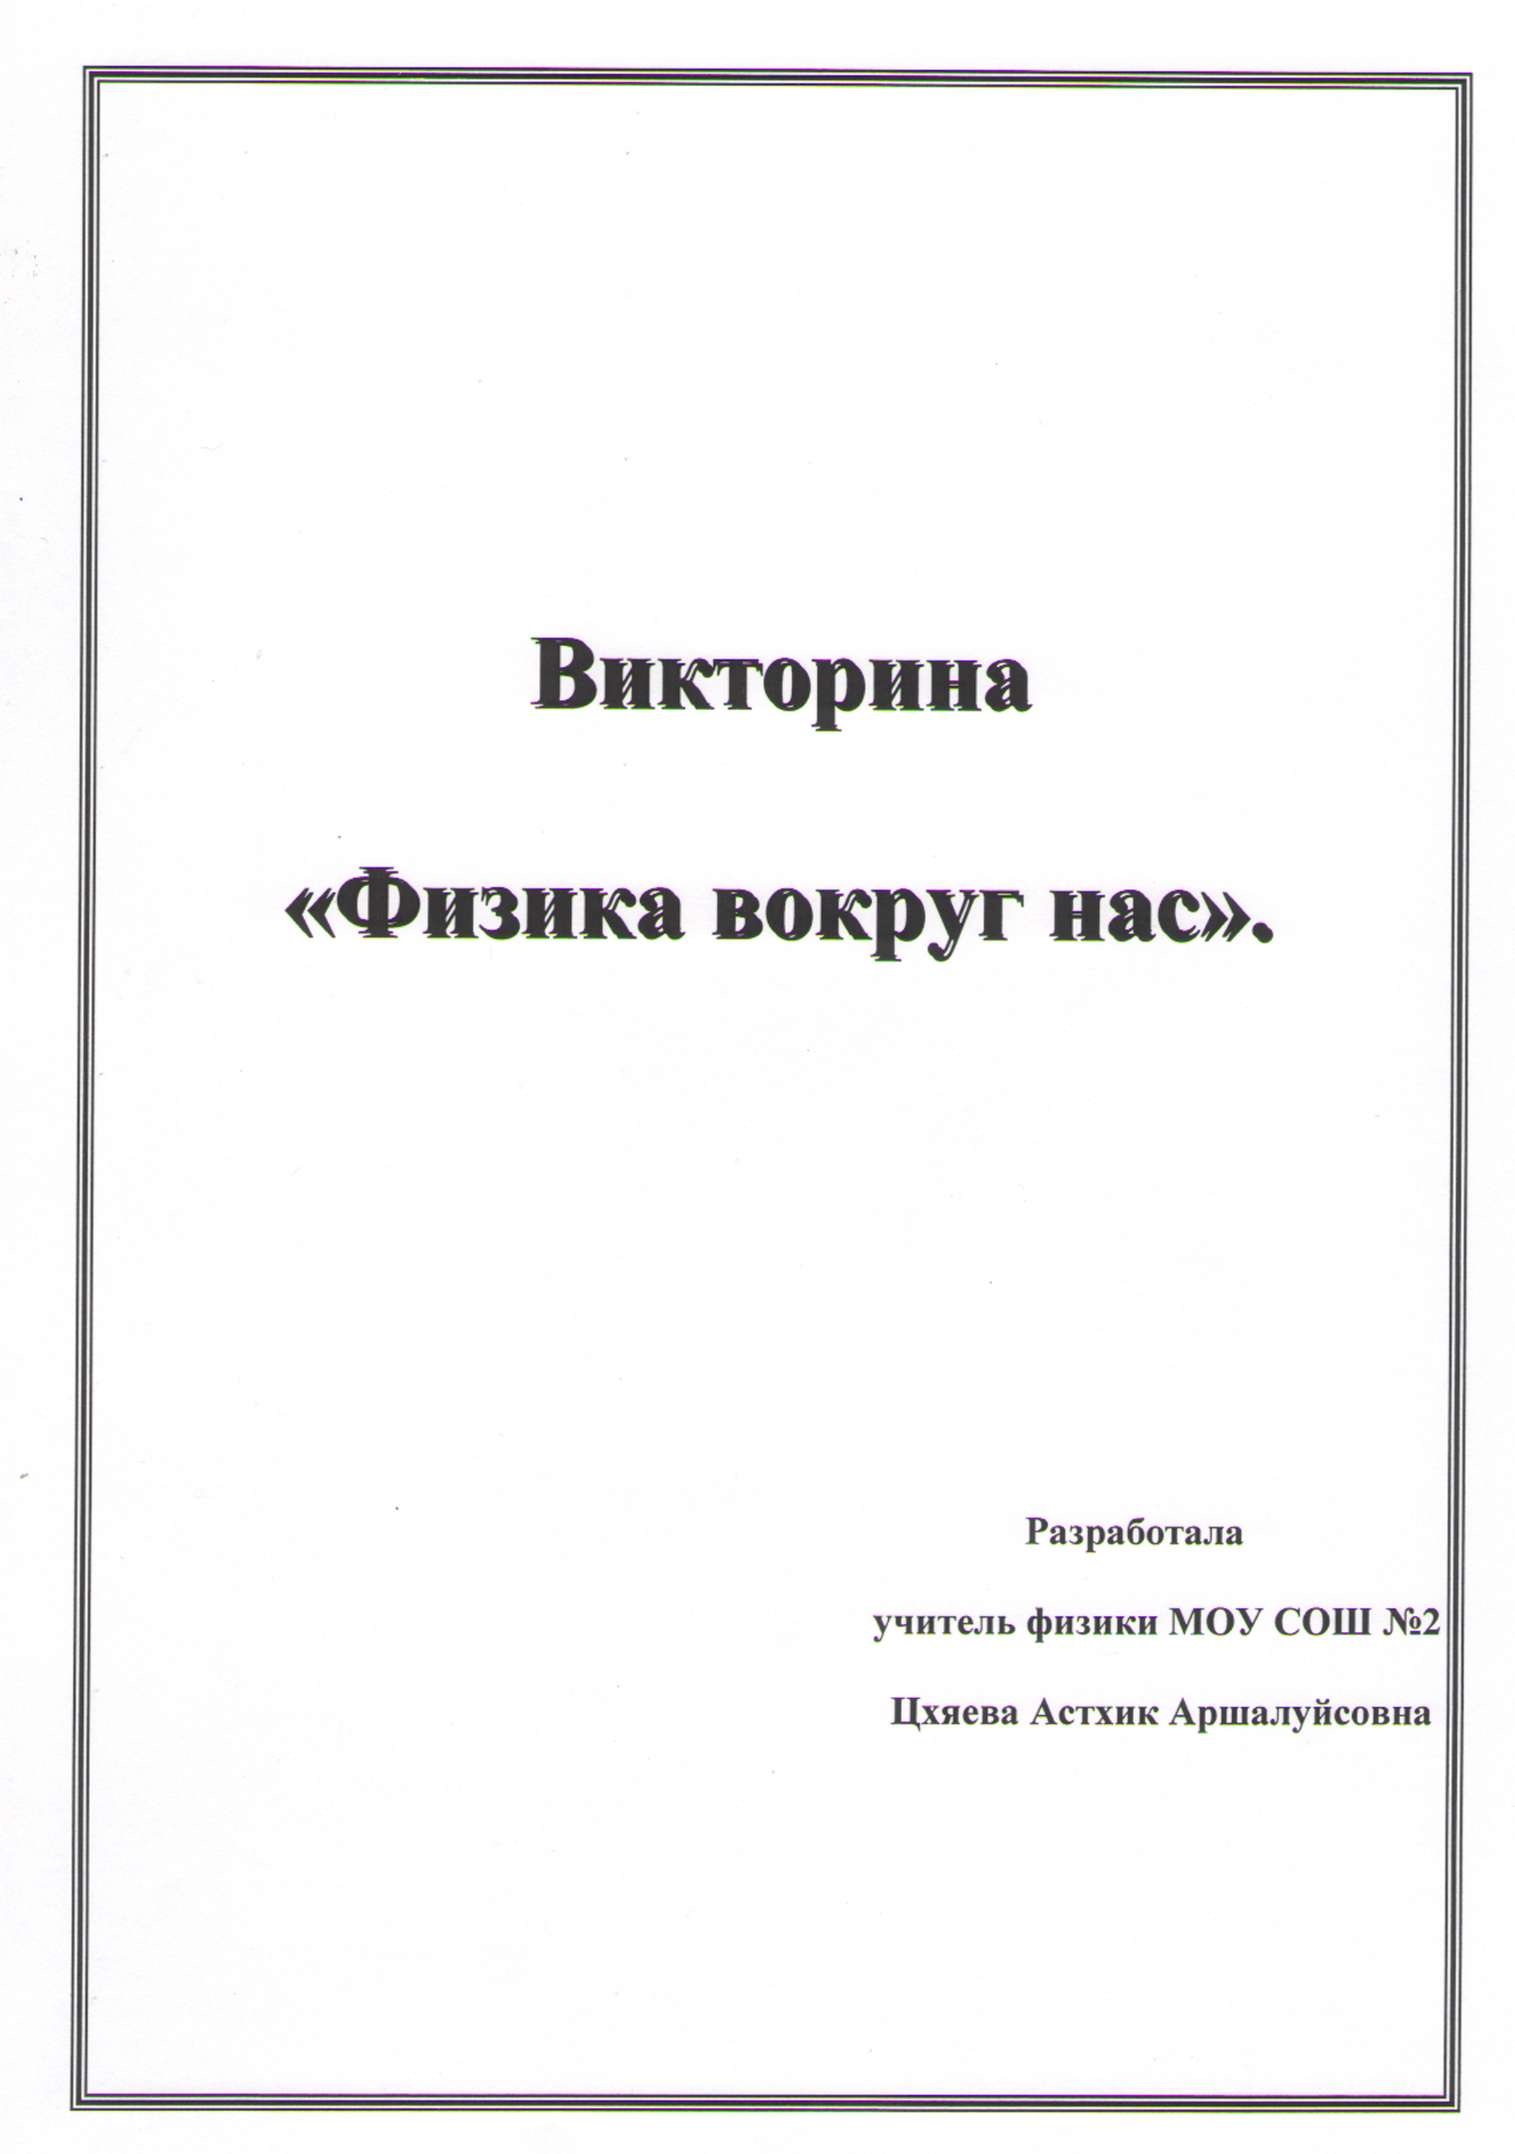 Викторина
«Физика вокруг нас».
Разработала
учитель физики МОУ СОШ №2
Цхяева Астхик Аршалуйсовна